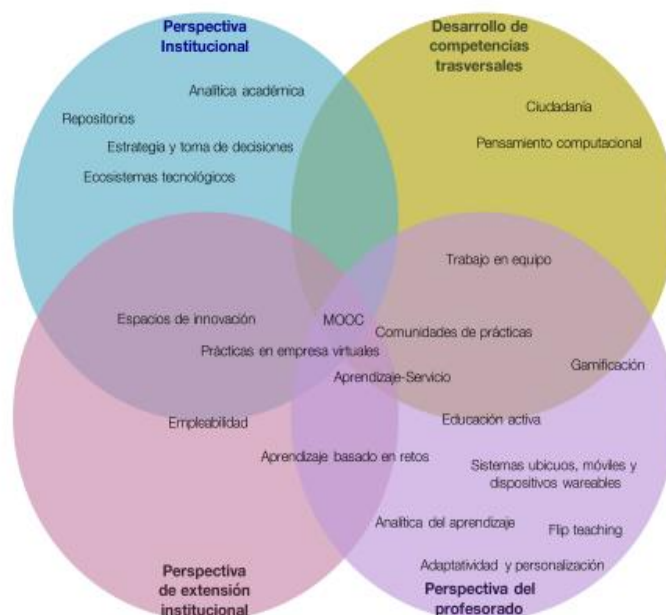 Perspectiva
Institucional
Desarrollo de
competencias
trasversales
Analítica académica
Ciudadanía
Repositorios
Pensamiento computacional
Estrategia y toma de decisiones
Ecosistemas tecnológicos
Trabajo en equipo
Espacios de innovación
MOOC
Comunidades de prácticas
Prácticas en empresa virtuales
Gamificación
Aprendizaje-Servicio
Empleabilidad
Educación activa
Aprendizaje basado en retos
Sistemas ubicuos, móviles y
dispositivos wareables
Analítica del aprendizaje
Flip teaching
Adaptatividad y personalización
Perspectiva
de extensión
institucional
Perspectiva del
profesorado